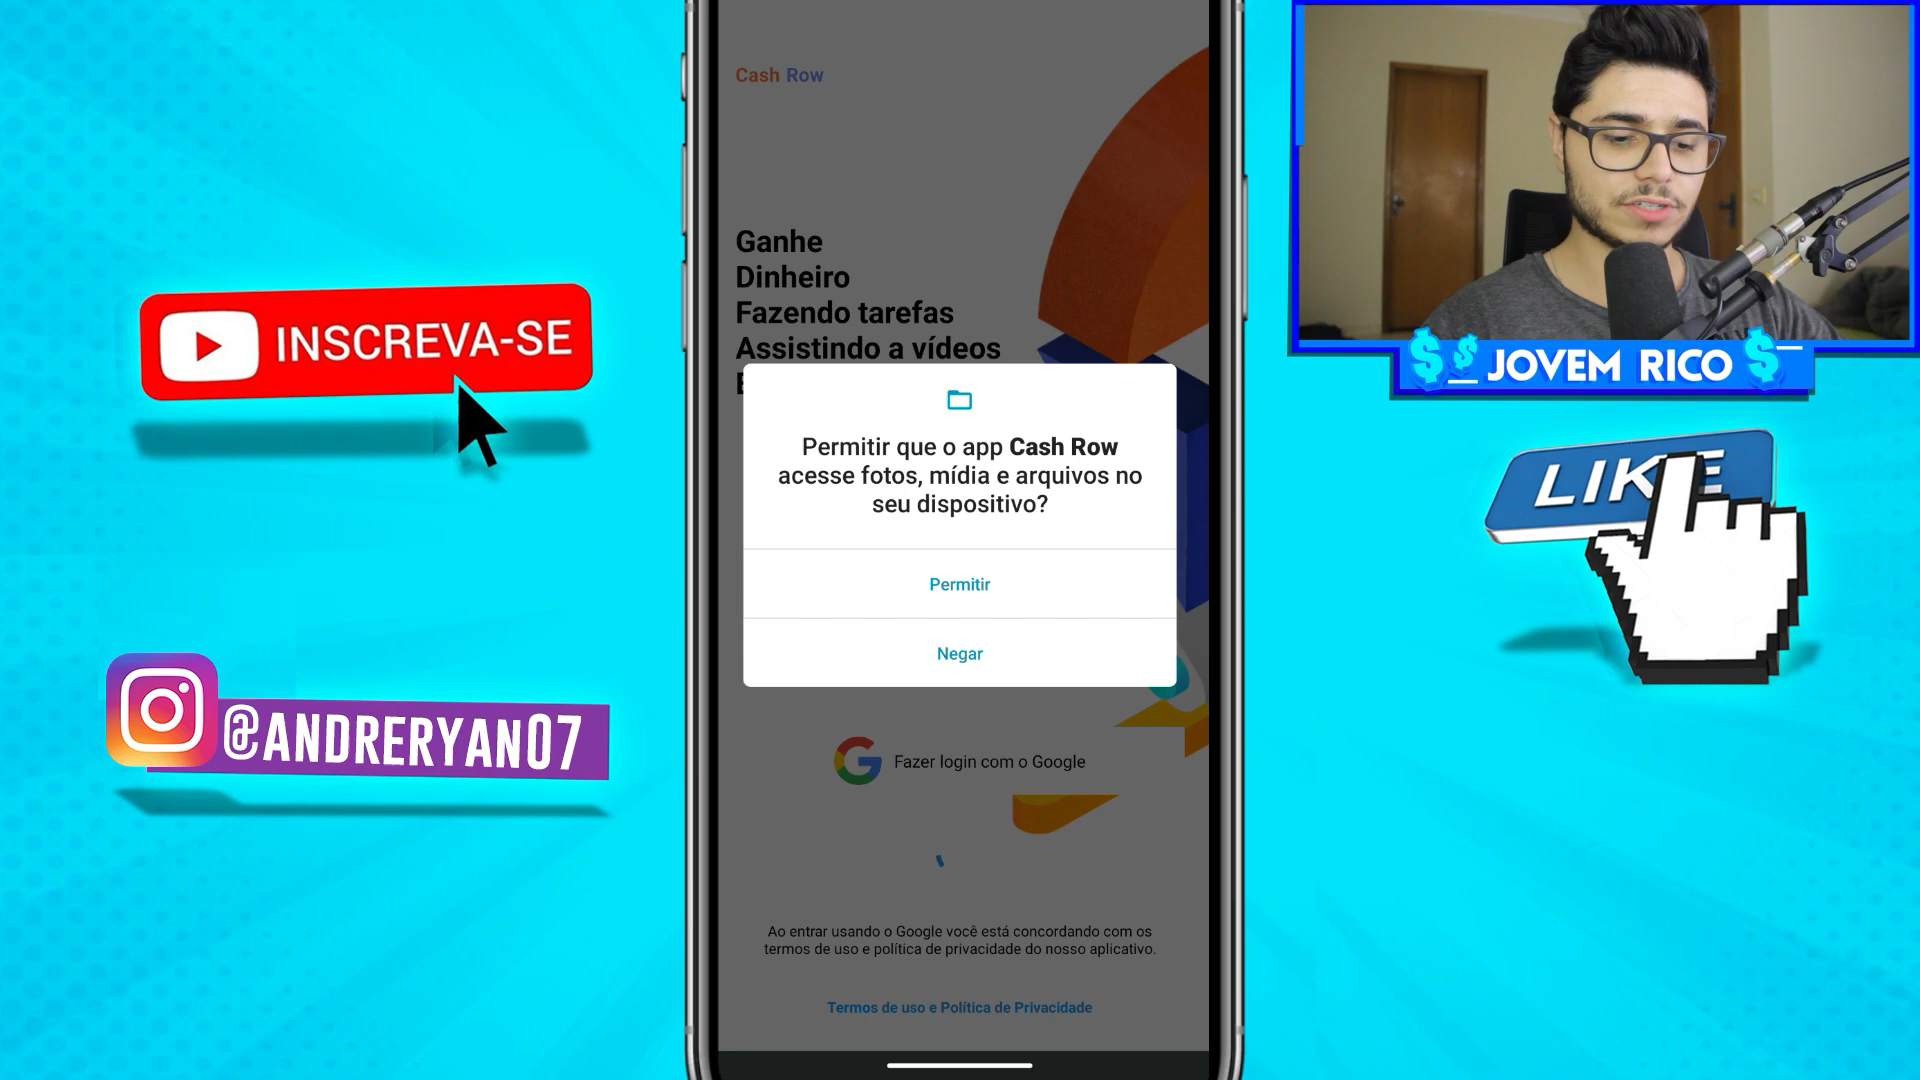 Cash Row
Ganhe
Dinheiro
Fazendo tarefas
Assistindo a vídeos
Permitir que o app Cash Row
acesse fotos, mídia e arquivos no
seu dispositivo?
Permitir
Negar
Fazer login com o Google
Ao entrar usando o Google você está concordando com os
termos de uso e política de privacidade do nosso aplicativo.
Termos de uso e Política de Privacidade
INSCREVA-SE
@ANDRERYAN07
$ $ JOVEM RICO $
LIKE